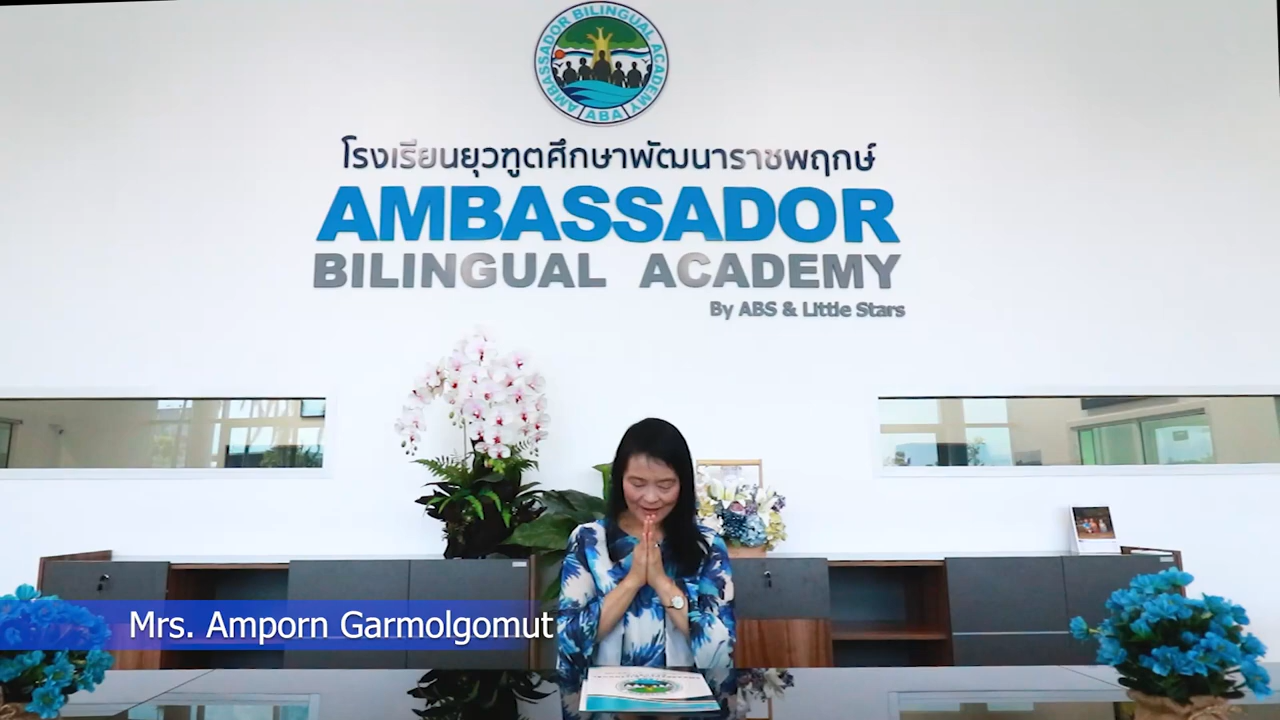 AMBASSADOR BILINGUAL ACADEMY
ABA
โรงเรียนยุวฑูตศึกษาพัฒนาราชพฤกษ์
AMBASSADOR
BILINGUAL ACADEMY
By ABS & Little Stars
Mrs. Amporn Garmolgomut